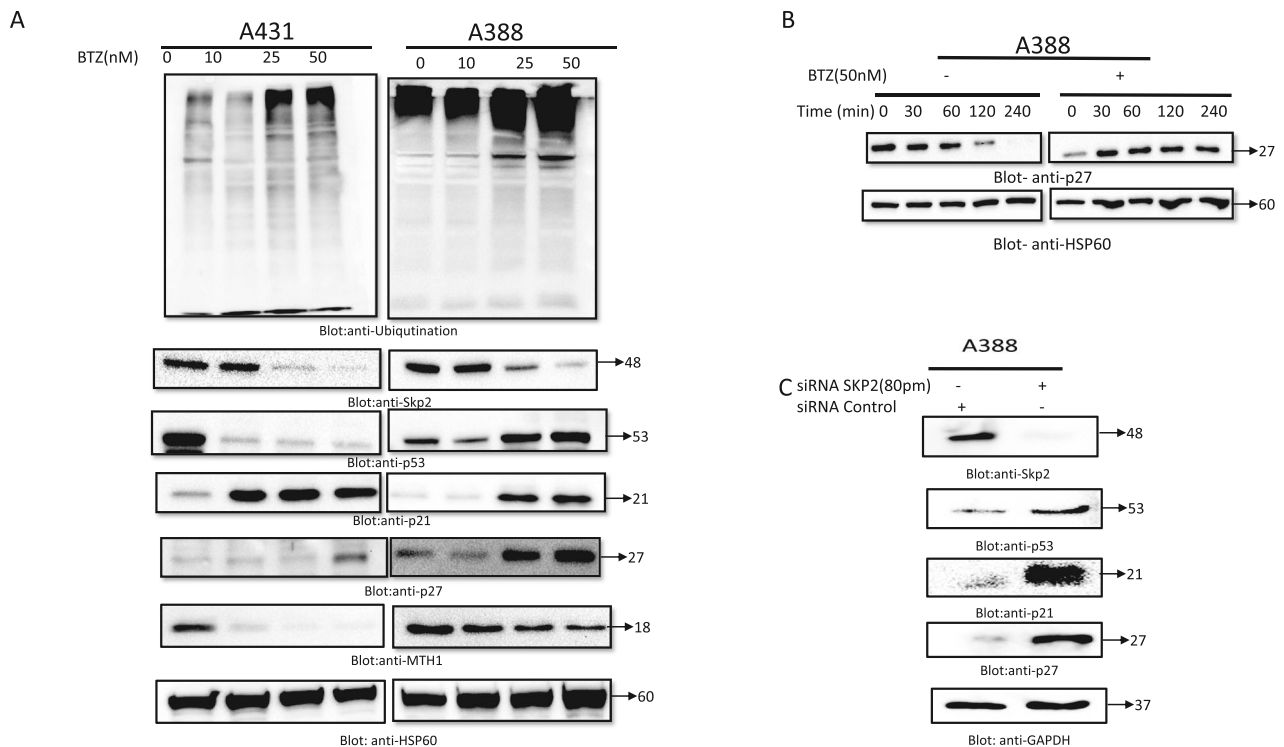 A
A431
A388
BTZ(nM)
0 10 25 50
0 10 25 50
Blot:anti-Ubiqutination
48
Blot:anti-Skp2
53
Blot:anti-p53
21
Blot:anti-p21
27
Blot:anti-p27
18
Blot:anti-MTH1
60
Blot: anti-HSP60
B
A388
BTZ(50nM) - +
Time (min) 0 30 60 120 240 0 30 60 120 240
27
Blot- anti-p27
60
Blot- anti-HSP60
A388
C siRNA SKP2(80pm) - +
siRNA Control + -
48
Blot:anti-Skp2
53
Blot:anti-p53
21
Blot:anti-p21
27
Blot:anti-p27
37
Blot: anti-GAPDH